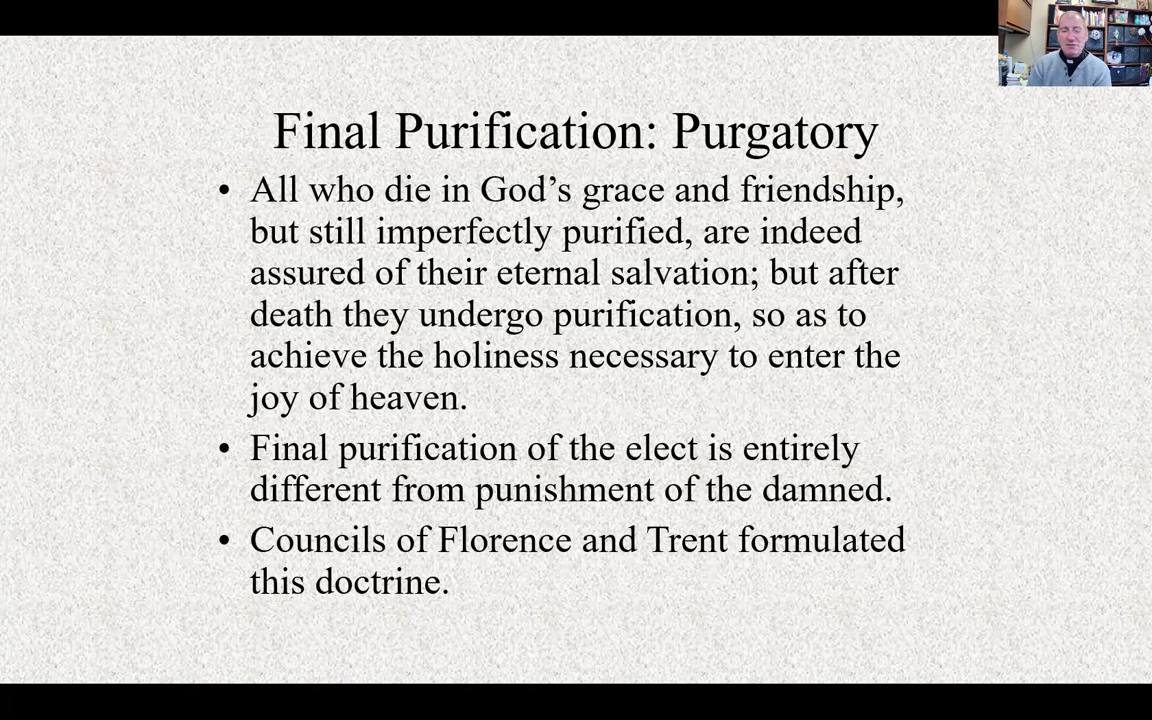 Final Purification: Purgatory
• All who die in God’s grace and friendship,
but still imperfectly purified, are indeed
assured of their eternal salvation; but after
death they undergo purification, so as to
achieve the holiness necessary to enter the
joy of heaven.
• Final purification of the elect is entirely
different from punishment of the damned.
• Councils of Florence and Trent formulated
this doctrine.